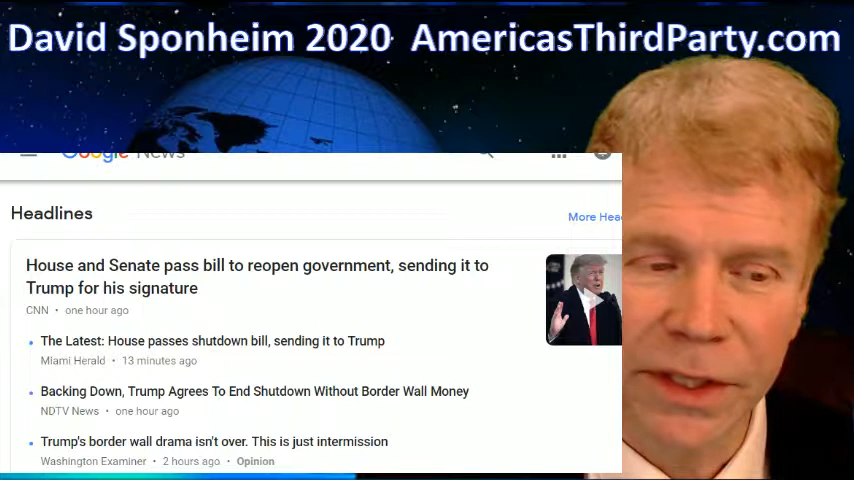 David Sponheim 2020 AmericasThirdParty.com
Google News
Headlines
More Hea
House and Senate pass bill to reopen government, sending it to
Trump for his signature
CNN • one hour ago
The Latest: House passes shutdown bill, sending it to Trump
Miami Herald • 13 minutes ago
Backing Down, Trump Agrees To End Shutdown Without Border Wall Money
NDTV News • one hour ago
Trump's border wall drama isn't over. This is just intermission
Washington Examiner • 2 hours ago • Opinion